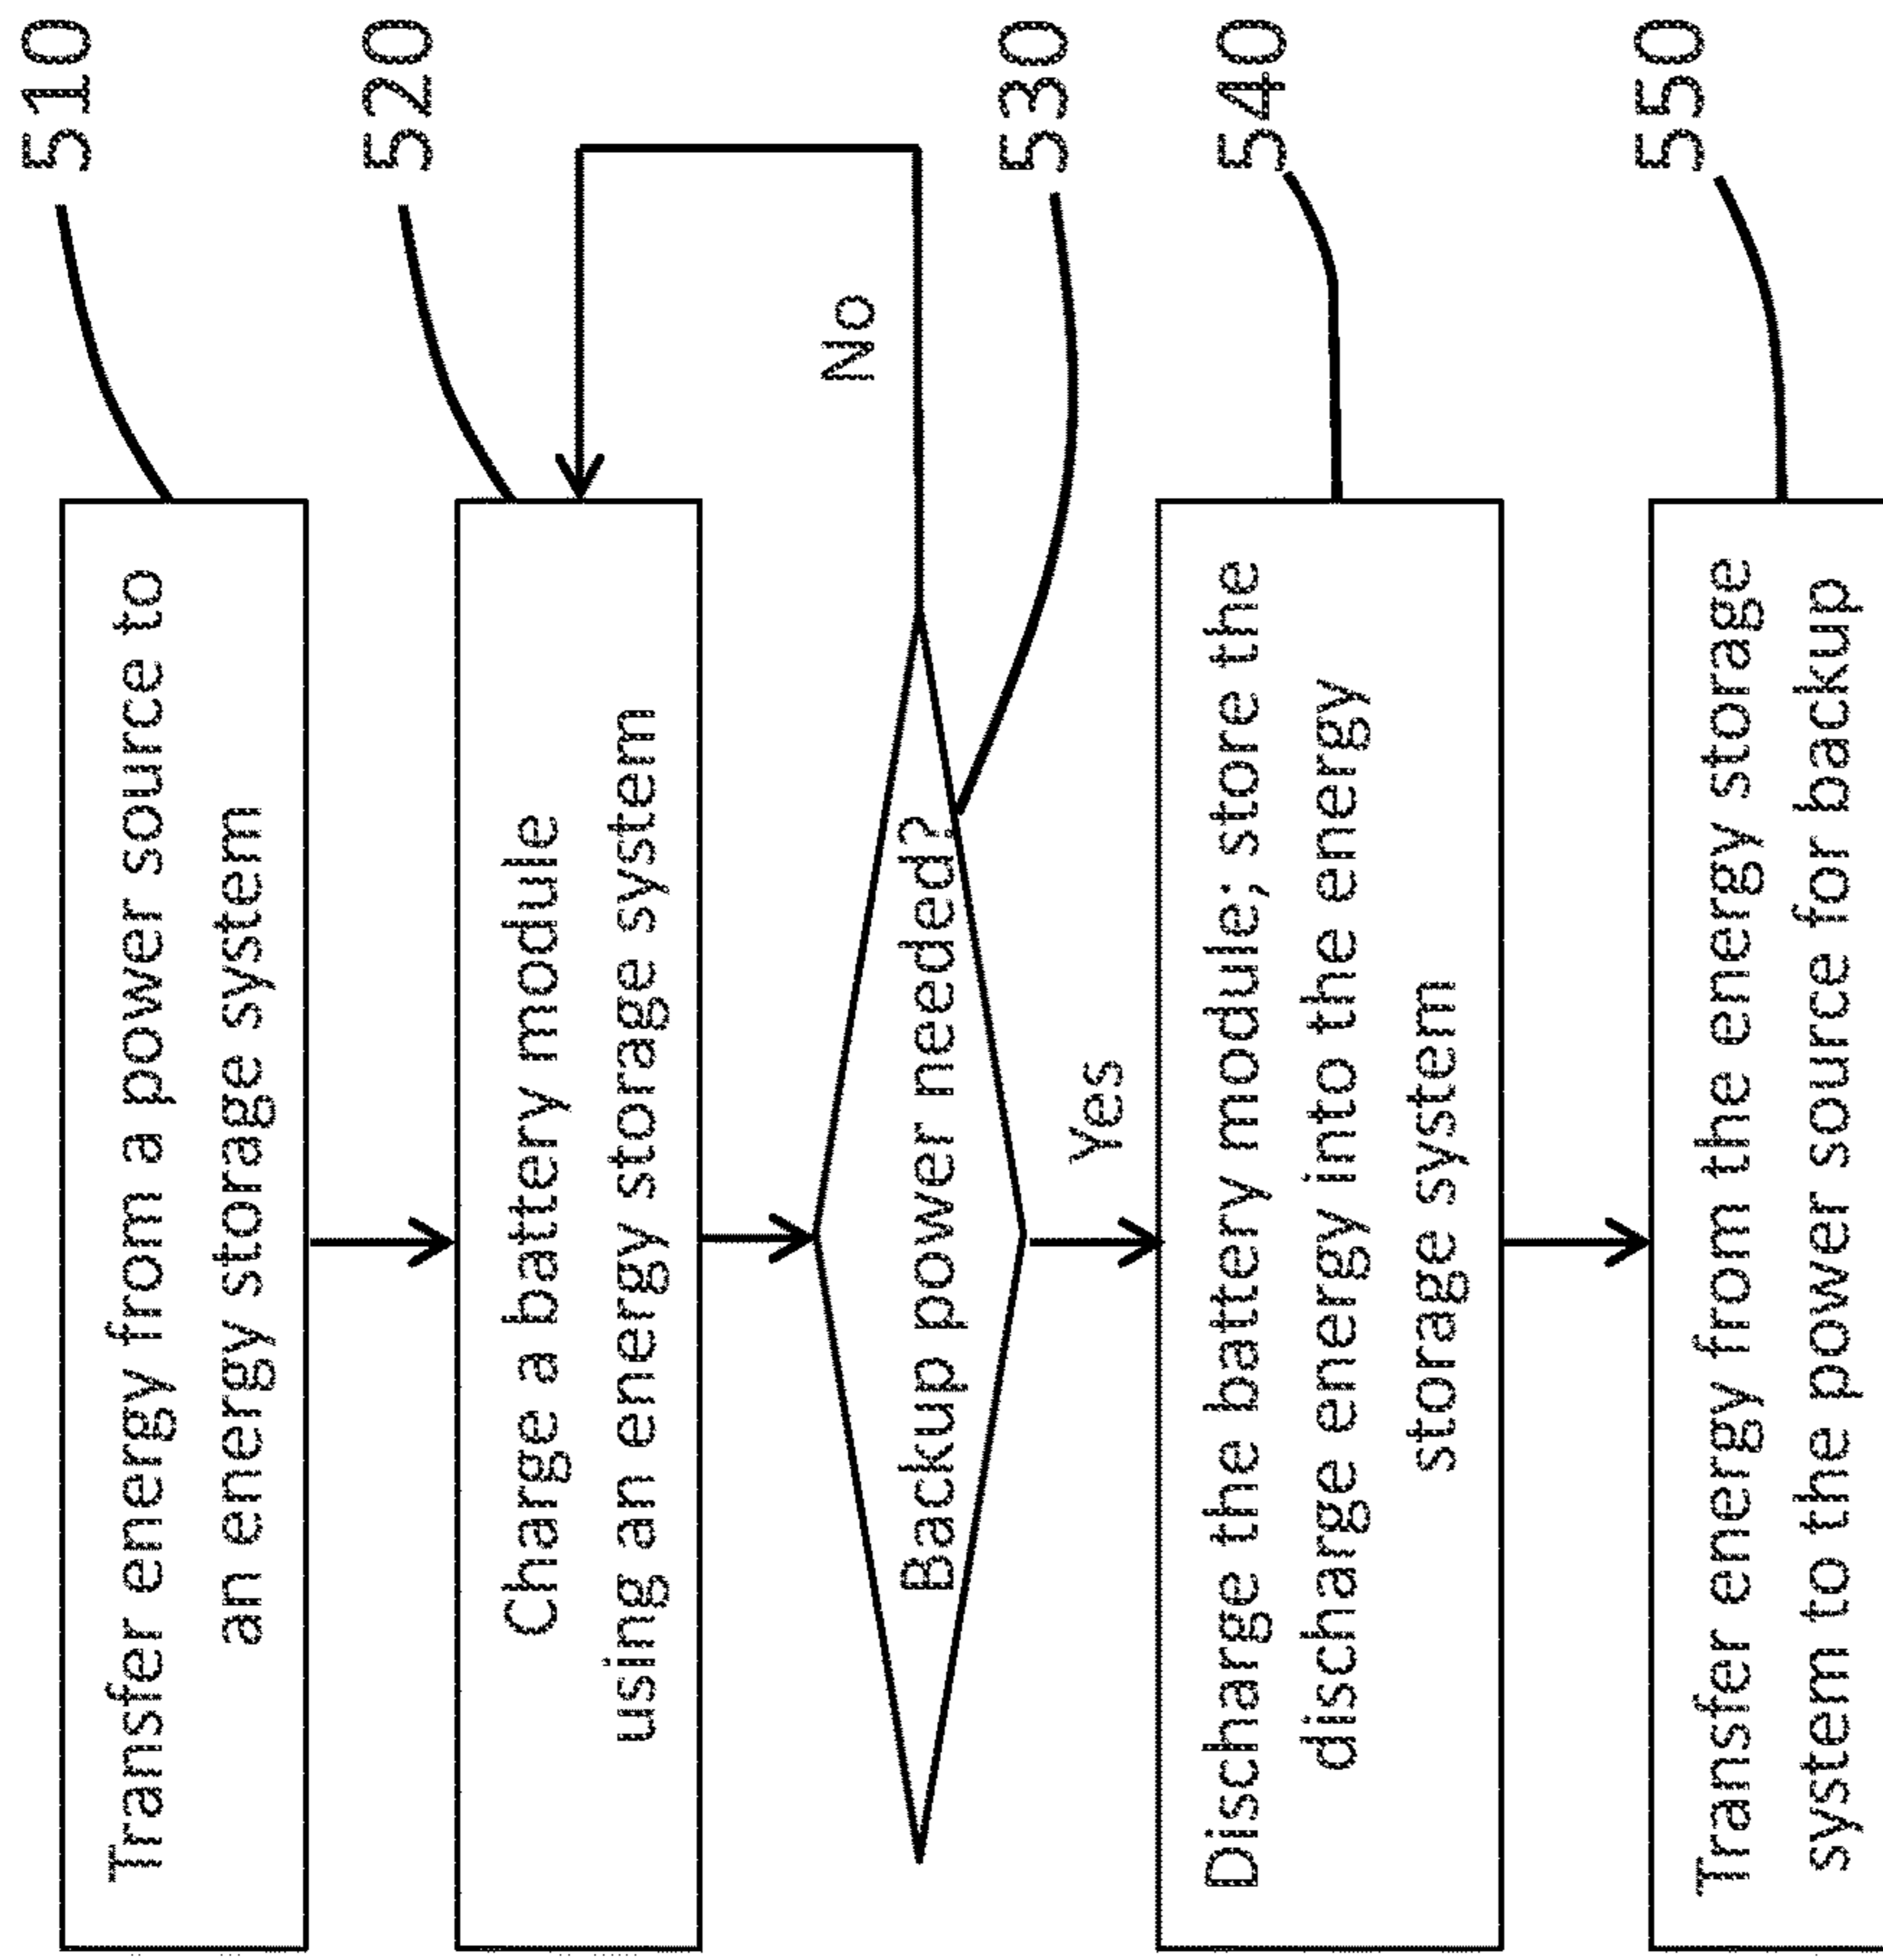 510
Transfer energy from a power source to
an energy storage system
520
Charge a battery module
using an energy storage system
No
Backup power needed?
530
Yes
540
Discharge the battery module; store the
discharge energy into the energy
storage system
550
Transfer energy from the energy storage
system to the power source for backup